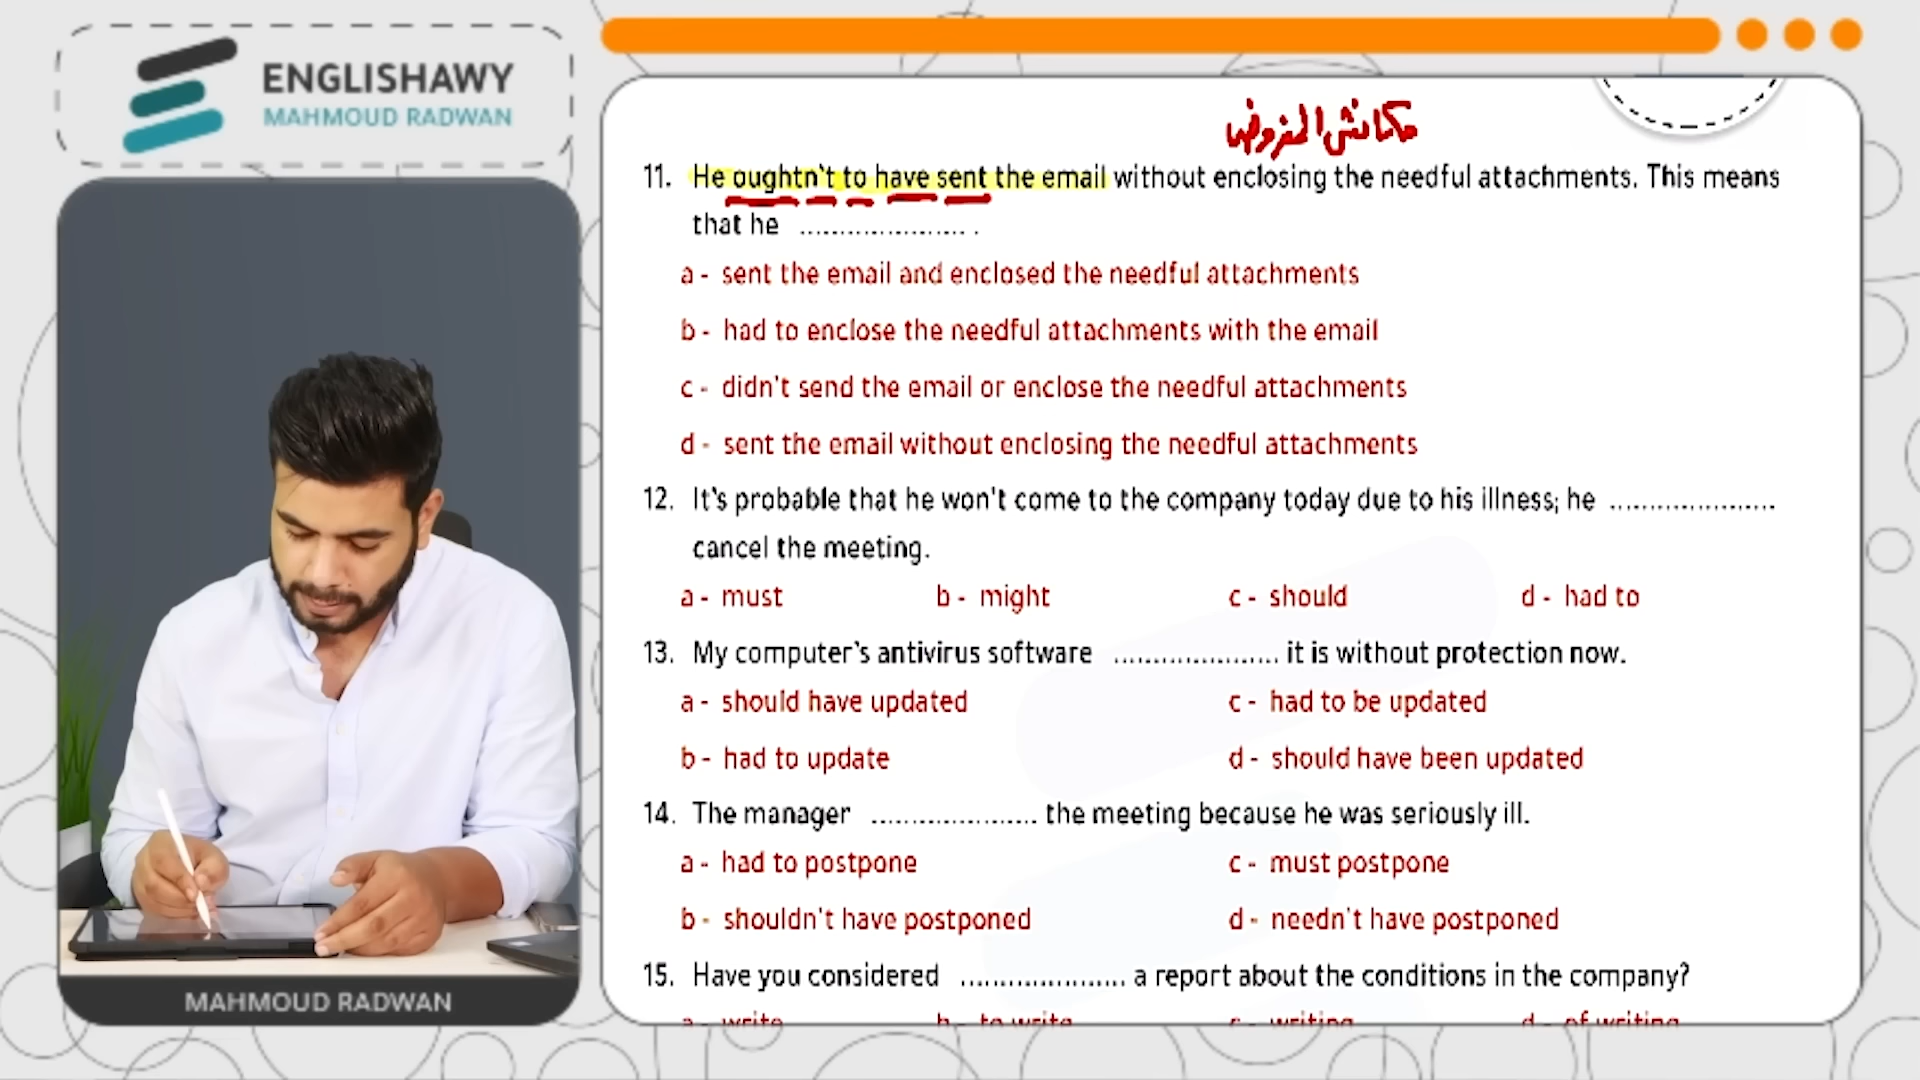 ENGLISHAWY
MAHMOUD RADWAN
مكانش المفروض
11. He oughtn't to have sent the email without enclosing the needful attachments. This means
that he ...................... .
a - sent the email and enclosed the needful attachments
b - had to enclose the needful attachments with the email
c - didn't send the email or enclose the needful attachments
d - sent the email without enclosing the needful attachments
12. It's probable that he won't come to the company today due to his illness; he .....................
cancel the meeting.
a - must b - might c - should d - had to
13. My computer's antivirus software ..................... it is without protection now.
a - should have updated c - had to be updated
b - had to update d - should have been updated
14. The manager ..................... the meeting because he was seriously ill.
a - had to postpone c - must postpone
b - shouldn't have postponed d - needn't have postponed
15. Have you considered ..................... a report about the conditions in the company?
a - write b - to write c - writing d - of writing
MAHMOUD RADWAN